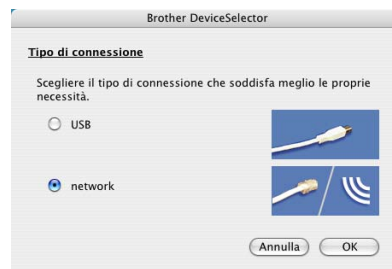 Brother DeviceSelector
Tipo di connessione
Scegliere il tipo di connessione che soddisfa meglio le proprie
necessità.
USB
network
Annulla
OK